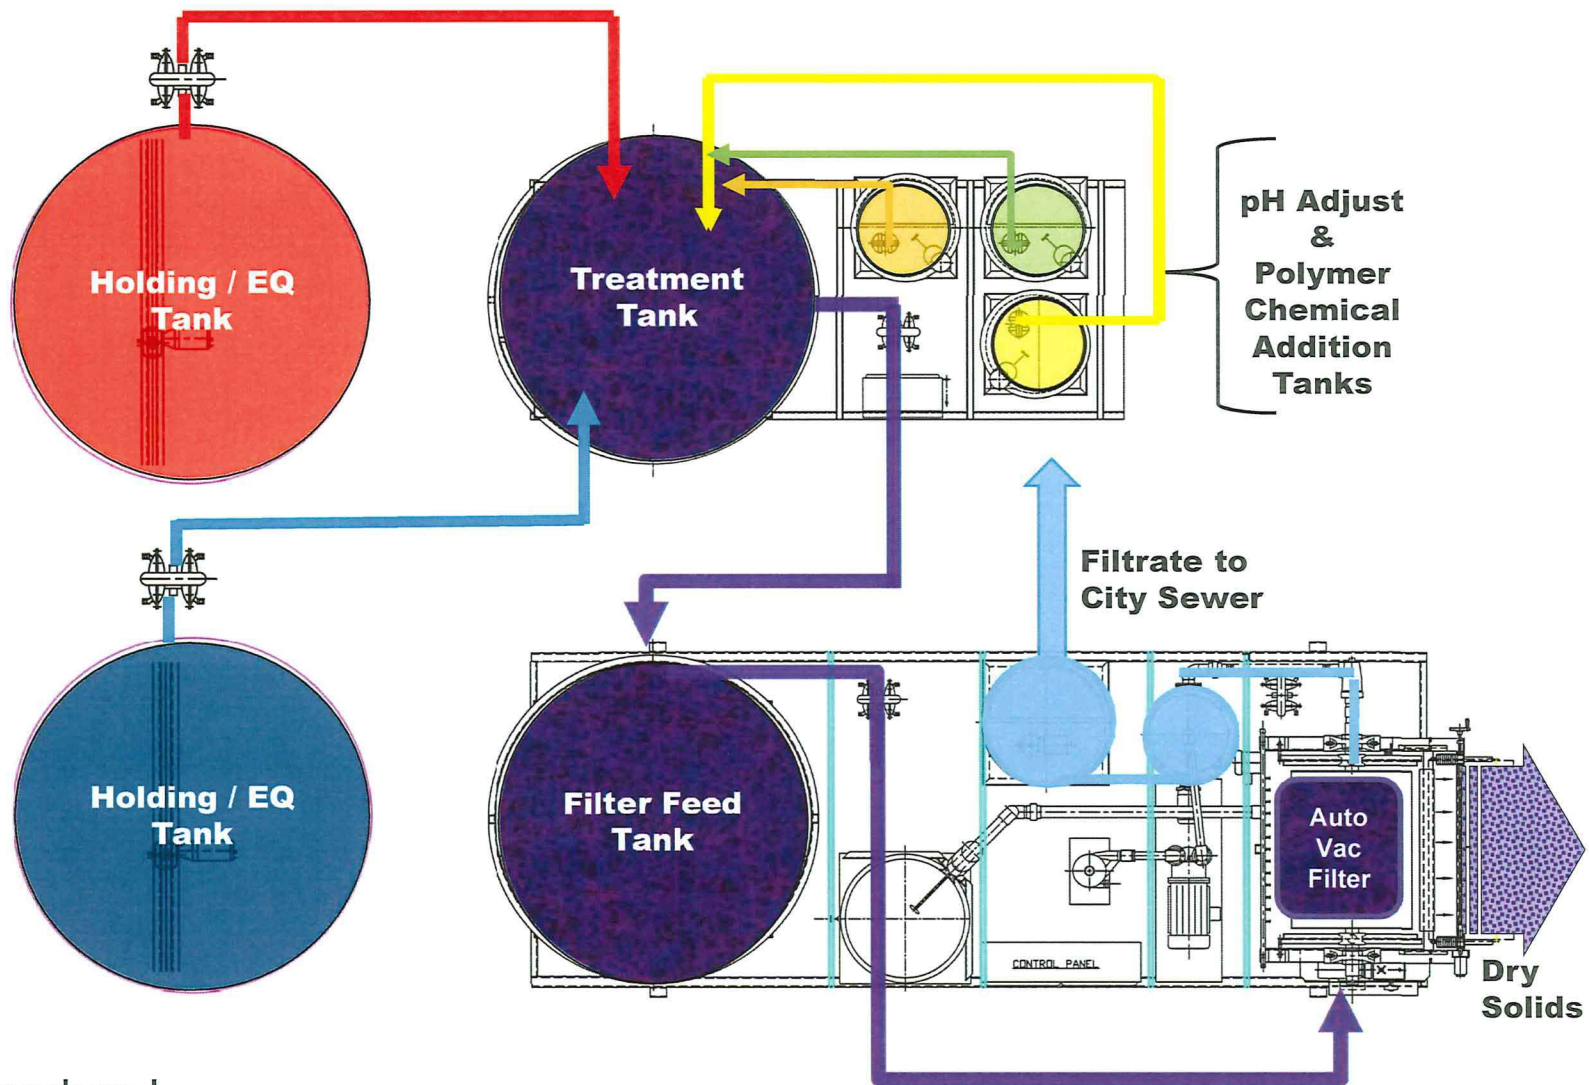 Holding / EQ
Tank
Treatment
Tank
pH Adjust
&
Polymer
Chemical
Addition
Tanks
Filtrate to
City Sewer
Holding / EQ
Tank
Filter Feed
Tank
Auto
Vac
Filter
CONTROL PANEL
Dry
Solids